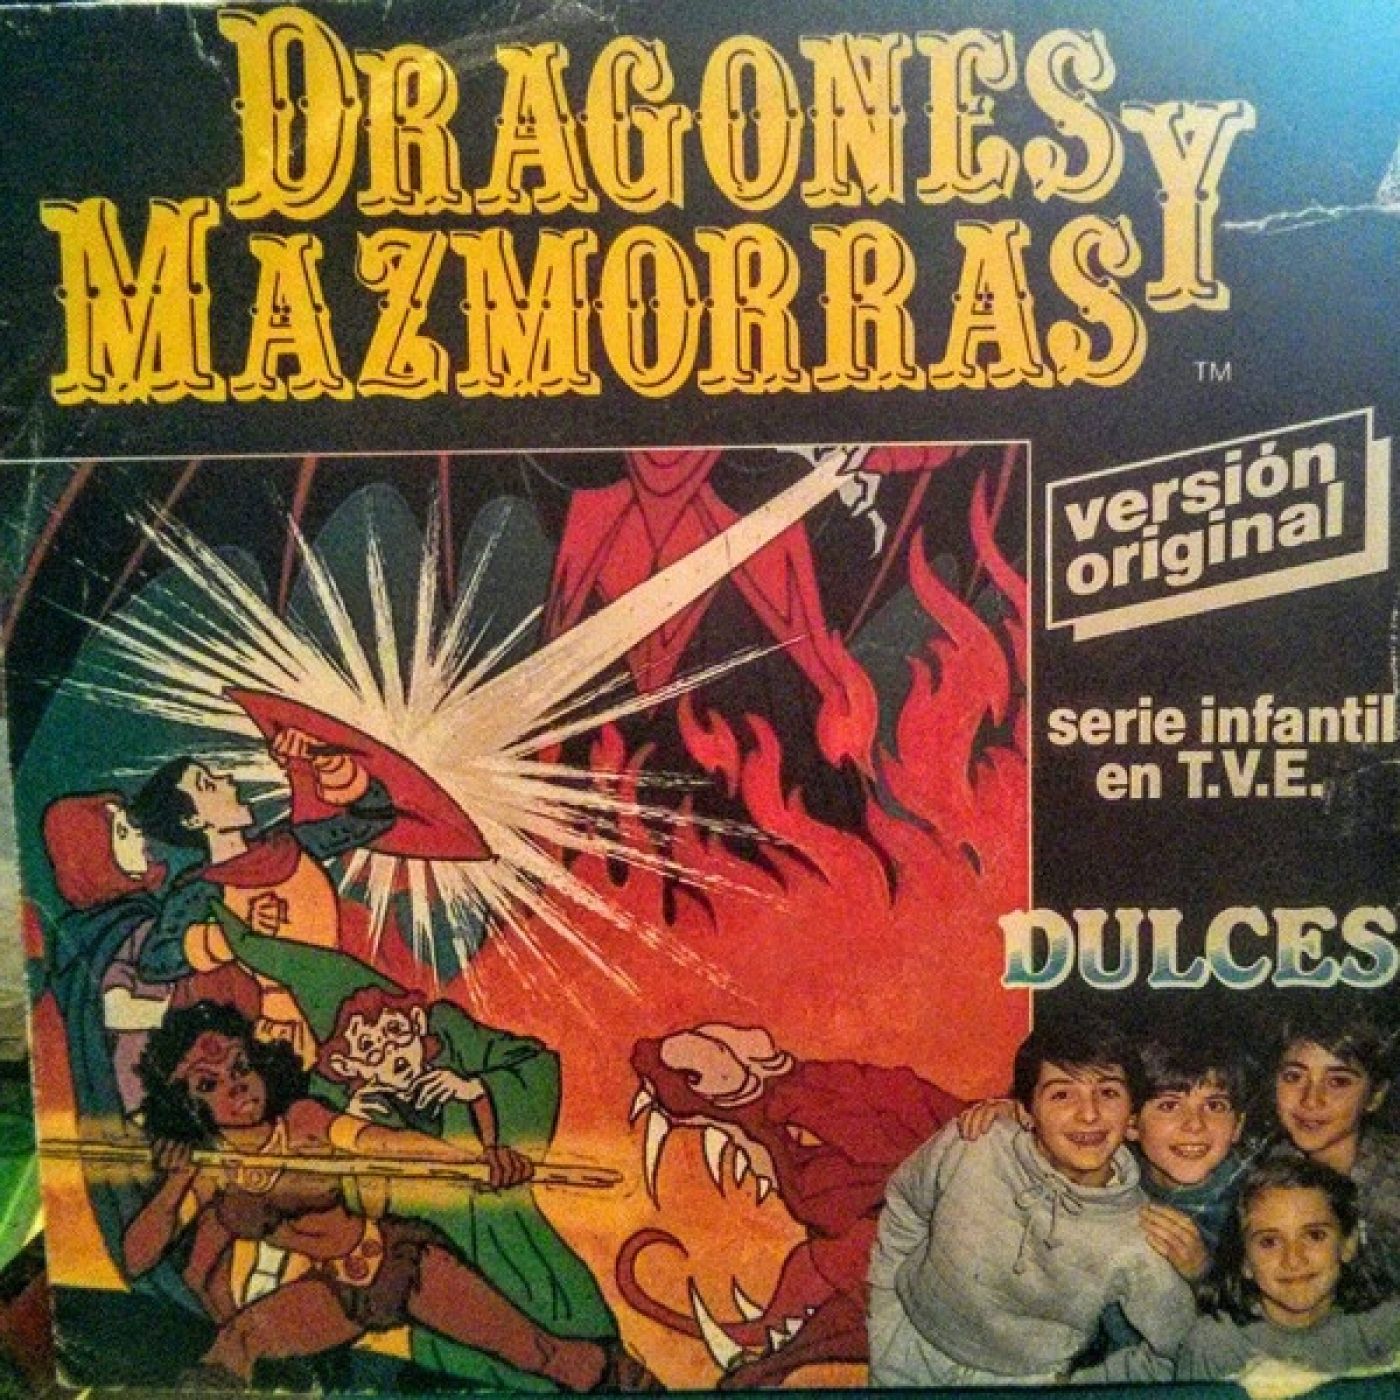 DRAGONES Y
MAZMORRAS
TM
versión
original
serie infantil
en T.V.E.
DULCES